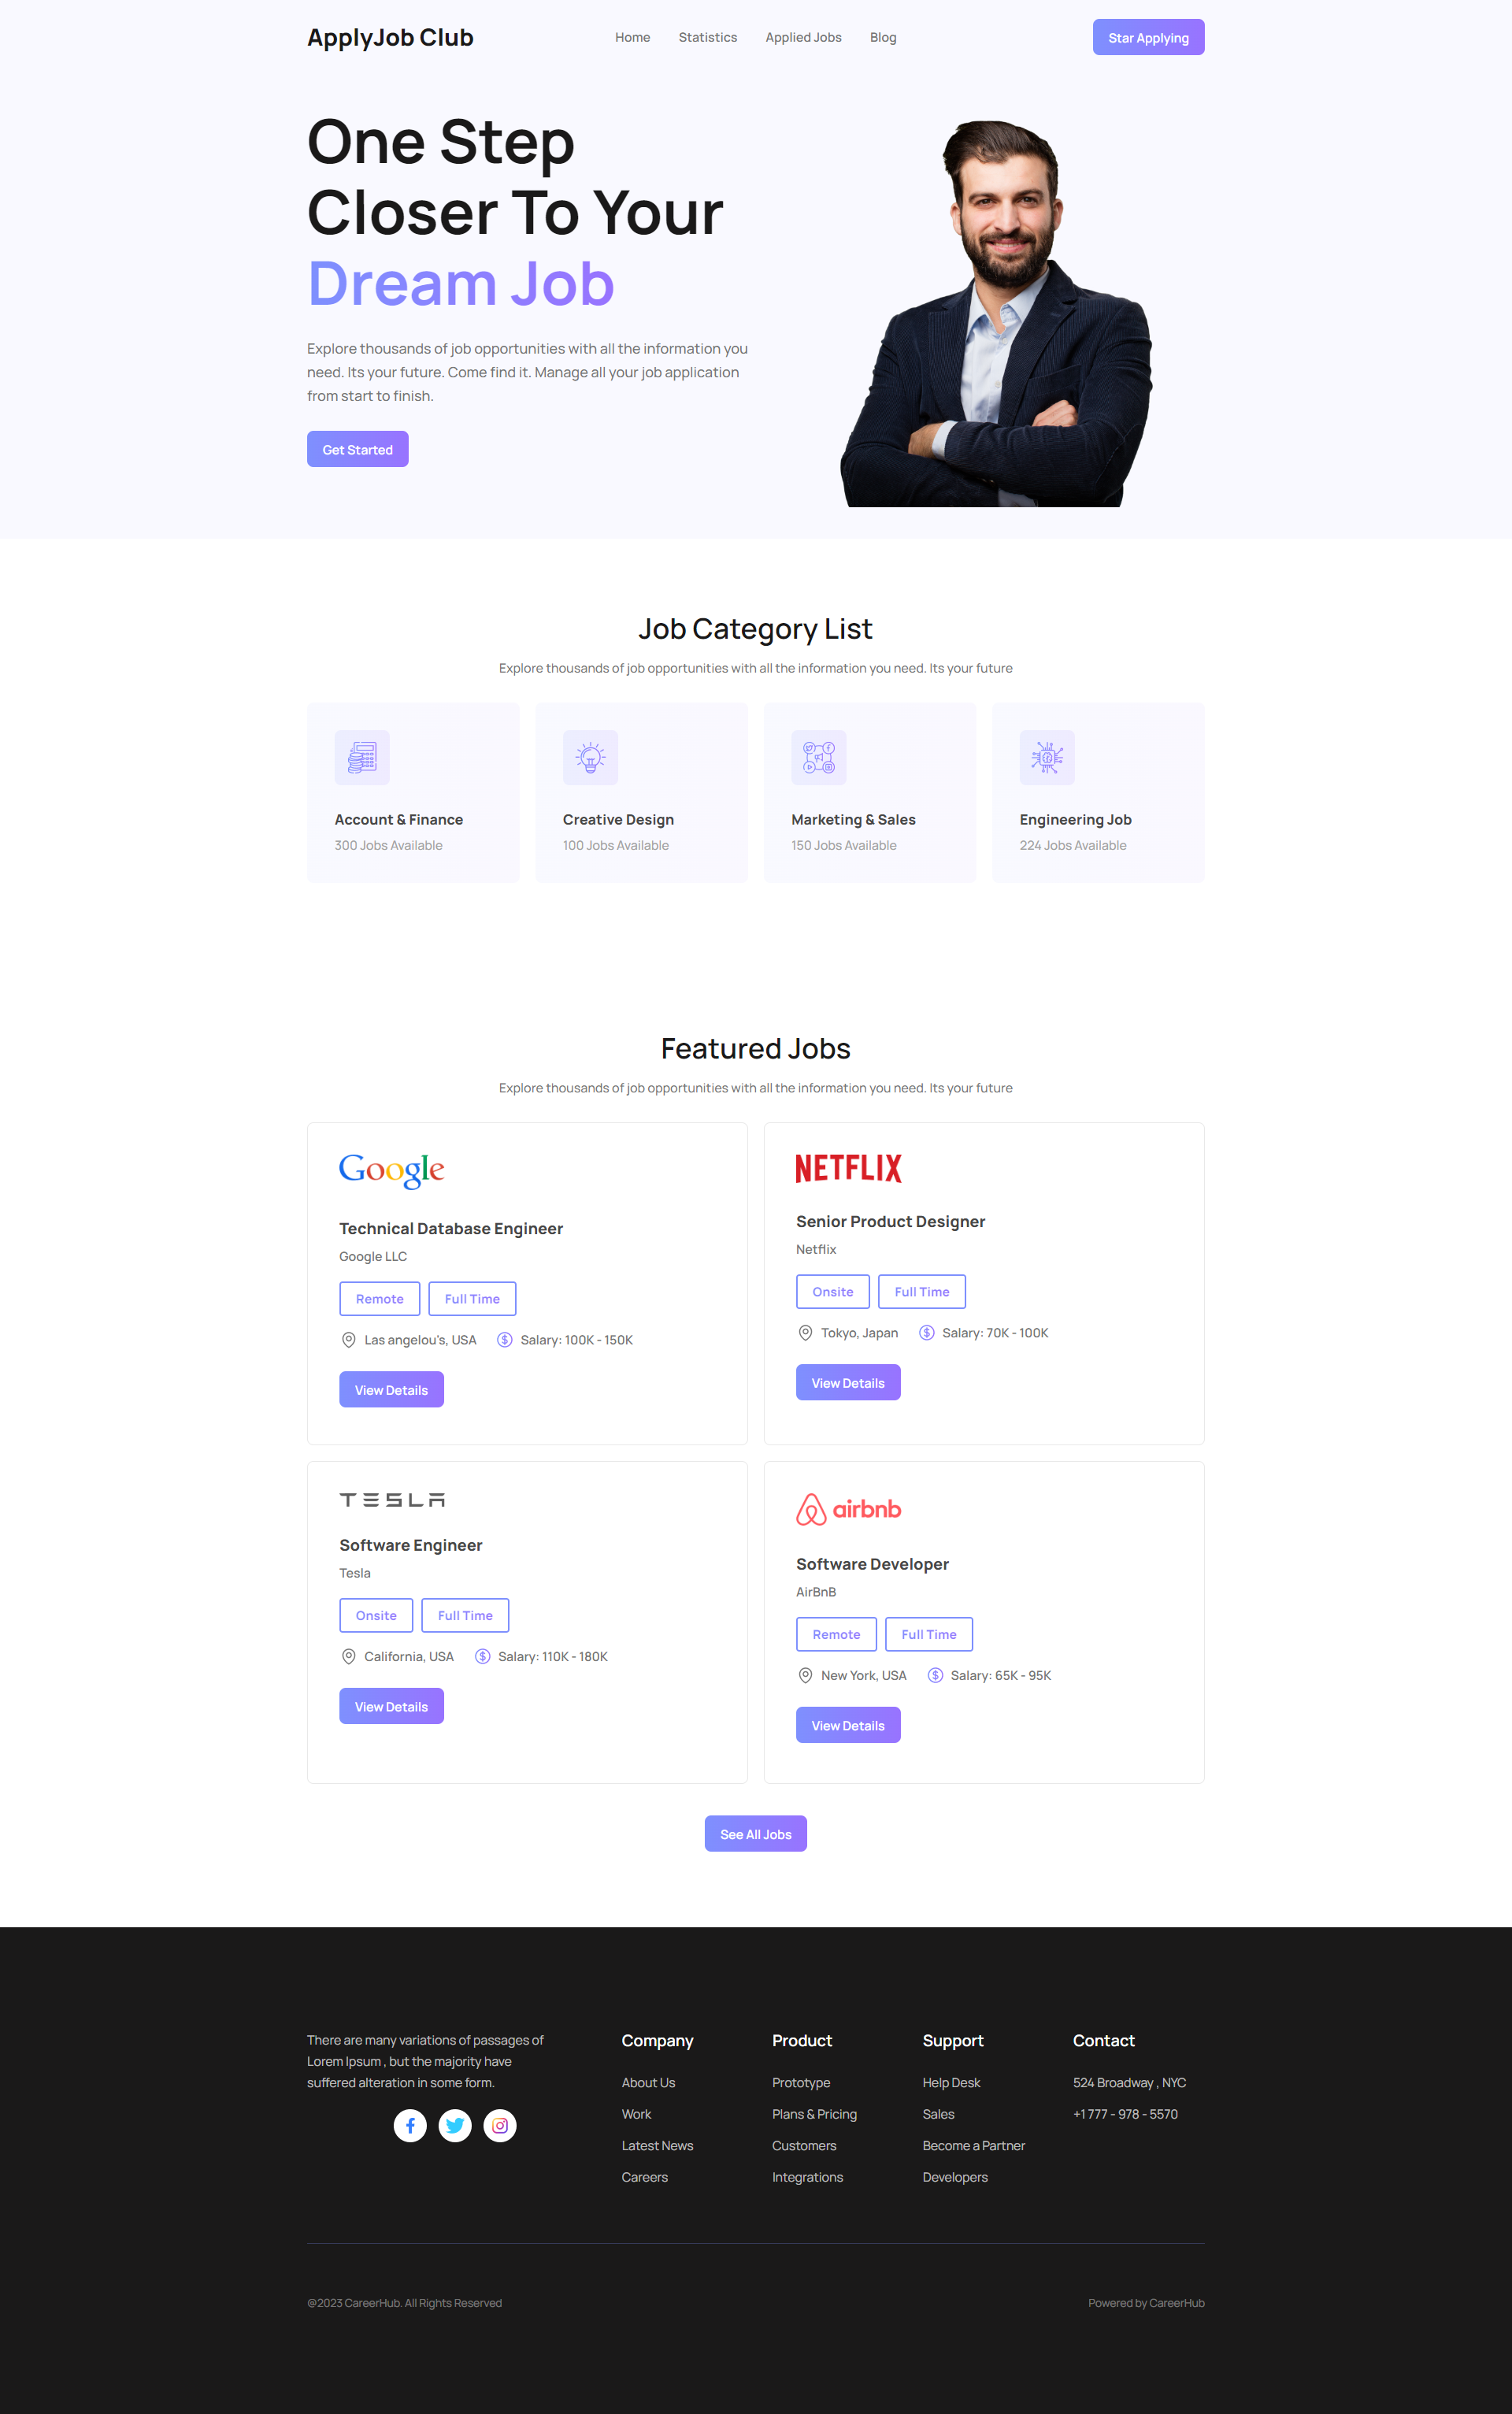 ApplyJob Club
Home Statistics Applied Jobs Blog
Star Applying
One Step
Closer To Your
Dream Job
Explore thousands of job opportunities with all the information you
need. Its your future. Come find it. Manage all your job application
from start to finish.
Get Started
Job Category List
Explore thousands of job opportunities with all the information you need. Its your future
Account & Finance
300 Jobs Available
Creative Design
100 Jobs Available
Marketing & Sales
150 Jobs Available
Engineering Job
224 Jobs Available
Featured Jobs
Explore thousands of job opportunities with all the information you need. Its your future
Google
Technical Database Engineer
Google LLC
Remote Full Time
Las angelou's, USA Salary: 100K - 150K
View Details
NETFLIX
Senior Product Designer
Netflix
Onsite Full Time
Tokyo, Japan Salary: 70K - 100K
View Details
TESLA
Software Engineer
Tesla
Onsite Full Time
California, USA Salary: 110K - 180K
View Details
airbnb
Software Developer
AirBnB
Remote Full Time
New York, USA Salary: 65K - 95K
View Details
See All Jobs
There are many variations of passages of
Lorem Ipsum , but the majority have
suffered alteration in some form.
Company
About Us
Work
Latest News
Careers
Product
Prototype
Plans & Pricing
Customers
Integrations
Support
Help Desk
Sales
Become a Partner
Developers
Contact
524 Broadway , NYC
+1 777 - 978 - 5570
@2023 CareerHub. All Rights Reserved
Powered by CareerHub